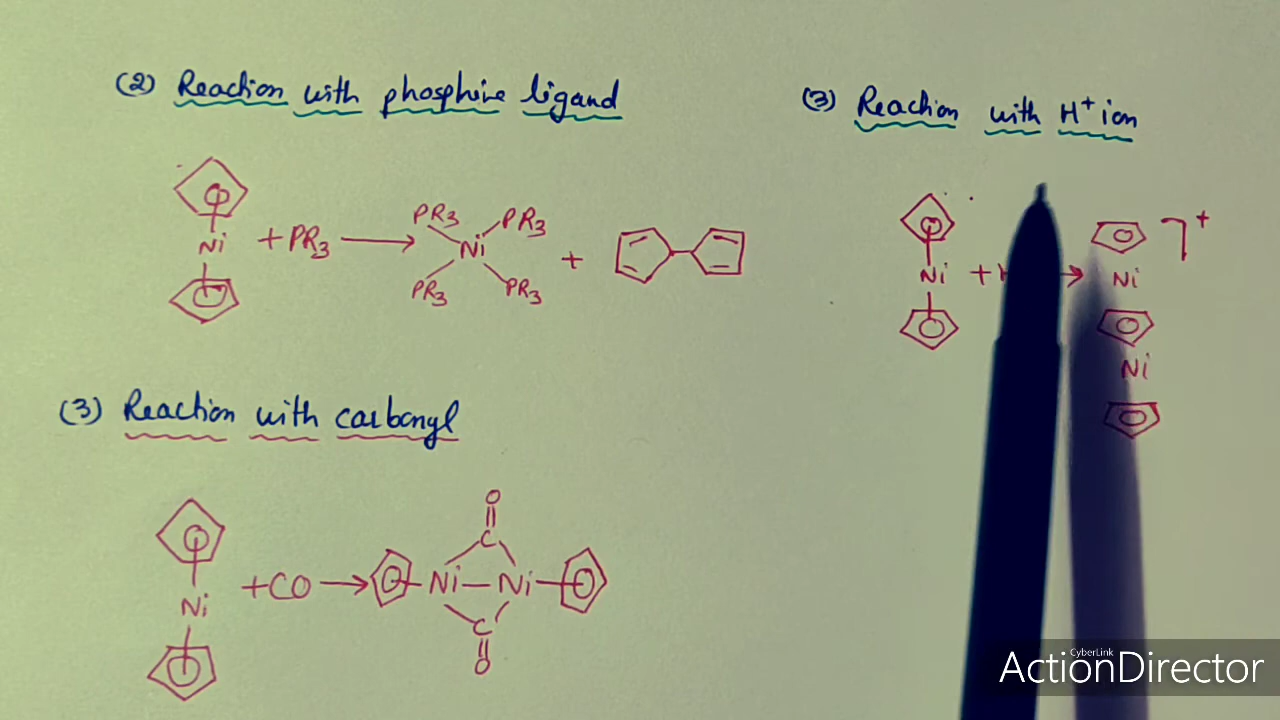 (2) Reaction with phosphine ligand
Ni + PR3 → PR3 PR3 Ni PR3 PR3 +
(3) Reaction with carbonyl
Ni + CO → Ni—Ni
O
C
C
O
(3) Reaction with H+ ion
Ni + → Ni ]+
Ni
CyberLink
ActionDirector